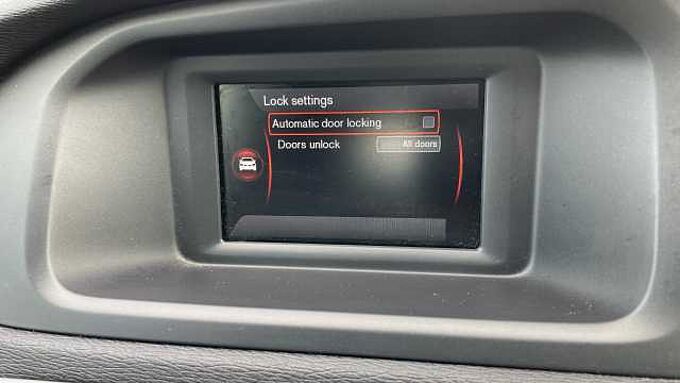 Lock settings
Automatic door locking
Doors unlock All doors